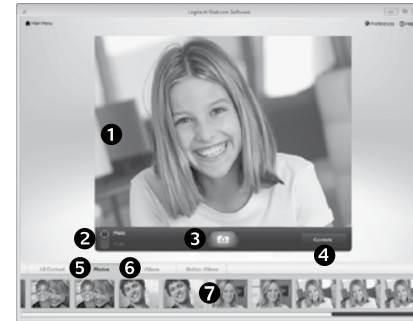 Logitech Webcam Software
Main Menu
Preferences
Help
1
2
Photo
Video
3
Controls
4
All Content
5
Photos
6
Videos
Motion Videos
7